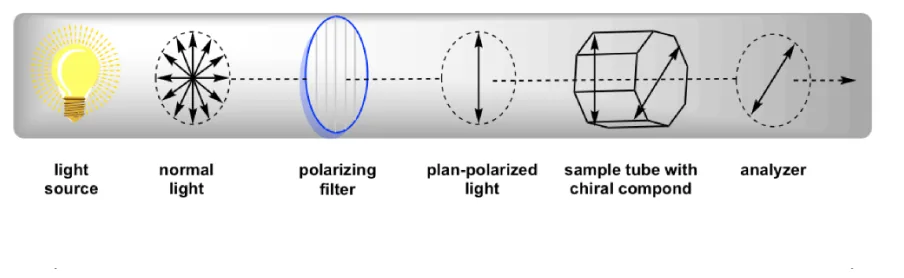 light
source
normal
light
polarizing
filter
plan-polarized
light
sample tube with
chiral compond
analyzer